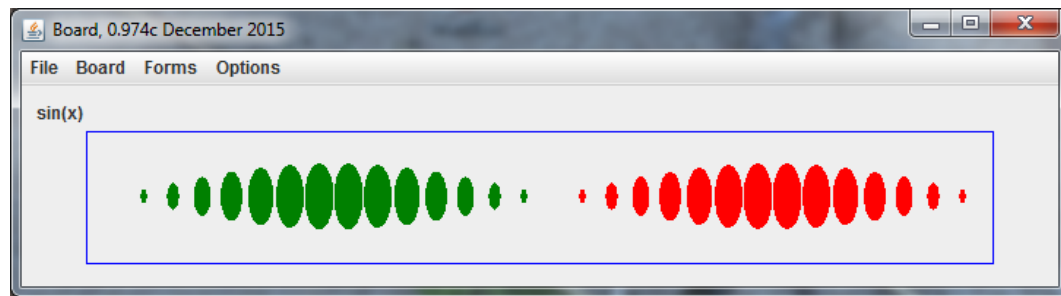 Board, 0.974c December 2015
File Board Forms Options
sin(x)